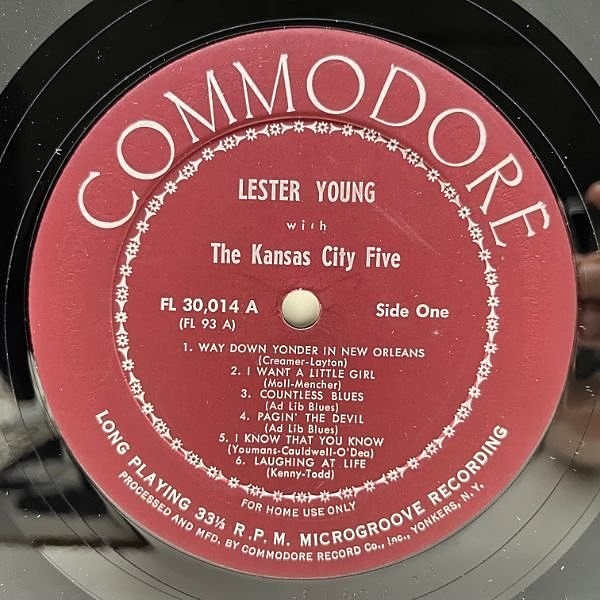 COMMODORE
LESTER YOUNG
with
The Kansas City Five
FL 30,014 A Side One
(FL 93 A)
1. WAY DOWN YONDER IN NEW ORLEANS
(Creamer-Layton)
2. I WANT A LITTLE GIRL
(Moll-Mencher)
3. COUNTLESS BLUES
(Ad Lib Blues)
4. PAGIN' THE DEVIL
(Ad Lib Blues)
5. I KNOW THAT YOU KNOW
(Youmans-Cauldwell-O'Dea)
6. LAUGHING AT LIFE
(Kenny-Todd)
FOR HOME USE ONLY
LONG PLAYING 33⅓ R.P.M. MICROGROOVE RECORDING
PROCESSED AND MFD. BY COMMODORE RECORD Co., Inc., YONKERS, N.Y.